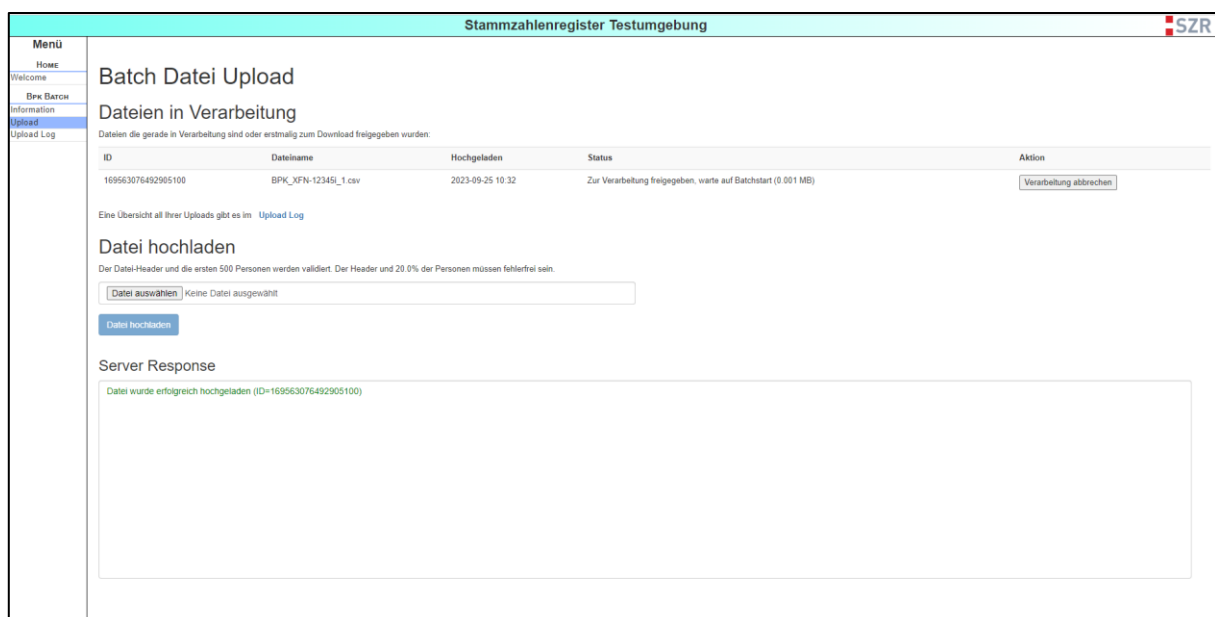 Stammzahlenregister Testumgebung
SZR
Menü
HOME
Welcome
BPK BATCH
Information
Upload
Upload Log
Batch Datei Upload
Dateien in Verarbeitung
Dateien die gerade in Verarbeitung sind oder erstmalig zum Download freigegeben wurden:
ID Dateiname Hochgeladen Status Aktion
169563076492905100 BPK_XFN-12345i_1.csv 2023-09-25 10:32 Zur Verarbeitung freigegeben, warte auf Batchstart (0.001 MB) Verarbeitung abbrechen
Eine Übersicht all Ihrer Uploads gibt es im Upload Log
Datei hochladen
Der Datei-Header und die ersten 500 Personen werden validiert. Der Header und 20.0% der Personen müssen fehlerfrei sein.
Datei auswählen Keine Datei ausgewählt
Datei hochladen
Server Response
Datei wurde erfolgreich hochgeladen (ID=169563076492905100)